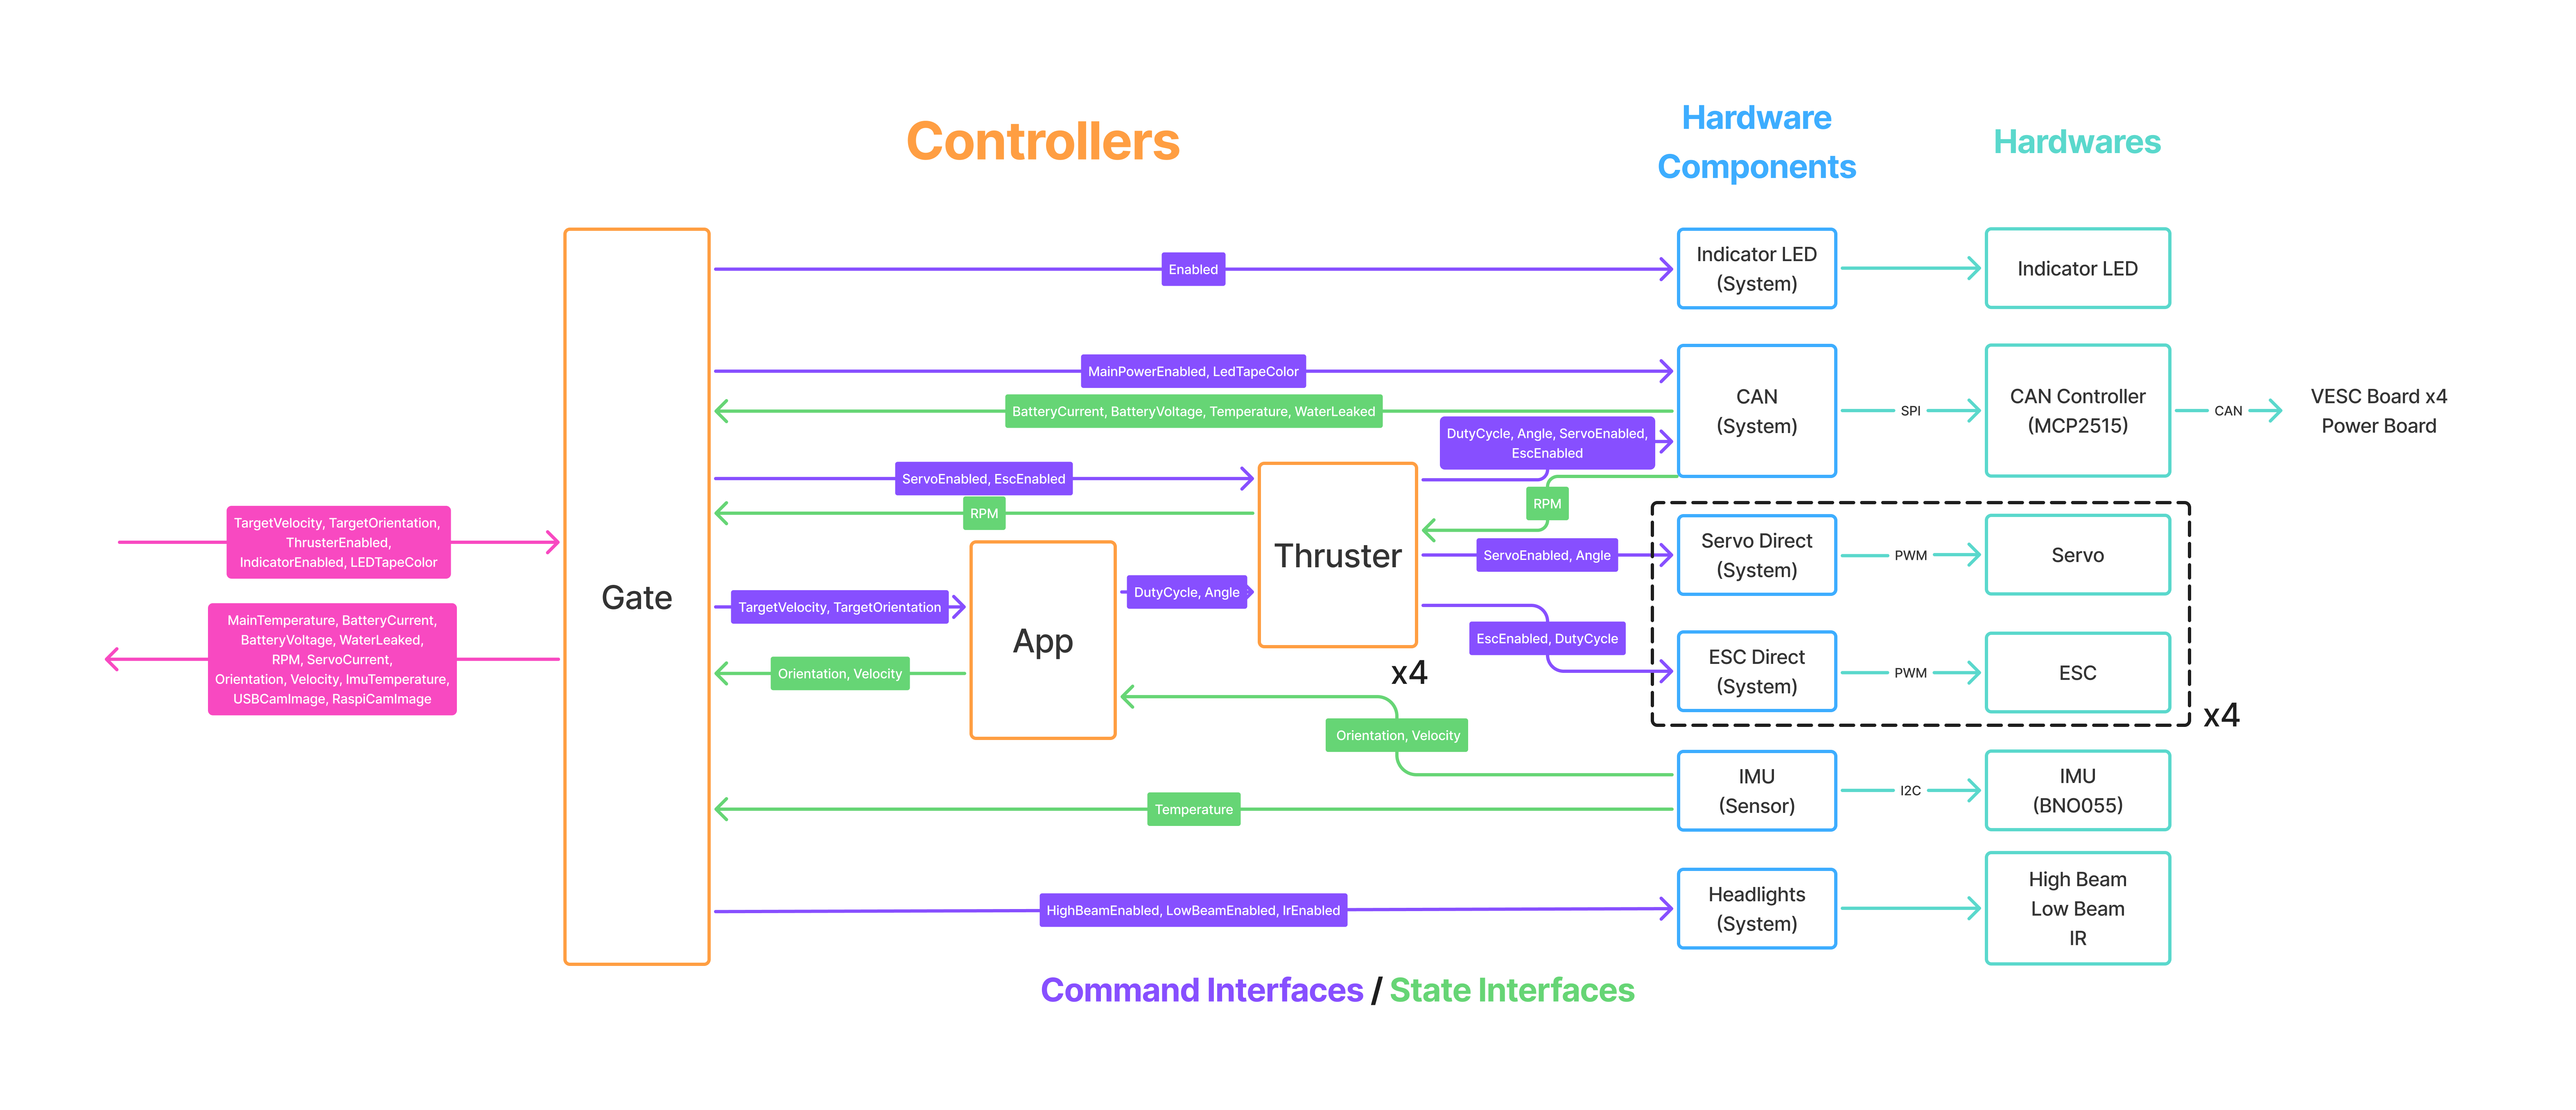 Controllers
Hardware
Components
Hardwares
Enabled
Indicator LED
(System)
Indicator LED
MainPowerEnabled, LedTapeColor
BatteryCurrent, BatteryVoltage, Temperature, WaterLeaked
CAN
(System)
SPI
CAN Controller
(MCP2515)
CAN
VESC Board x4
Power Board
DutyCycle, Angle, ServoEnabled,
EscEnabled
ServoEnabled, EscEnabled
RPM
RPM
TargetVelocity, TargetOrientation,
ThrusterEnabled,
IndicatorEnabled, LEDTapeColor
Gate
Thruster
x4
ServoEnabled, Angle
Servo Direct
(System)
PWM
Servo
TargetVelocity, TargetOrientation
App
DutyCycle, Angle
MainTemperature, BatteryCurrent,
BatteryVoltage, WaterLeaked,
RPM, ServoCurrent,
Orientation, Velocity, ImuTemperature,
USBCamImage, RaspiCamImage
Orientation, Velocity
EscEnabled, DutyCycle
ESC Direct
(System)
PWM
ESC
x4
Orientation, Velocity
Temperature
IMU
(Sensor)
I2C
IMU
(BNO055)
HighBeamEnabled, LowBeamEnabled, IrEnabled
Headlights
(System)
High Beam
Low Beam
IR
Command Interfaces / State Interfaces